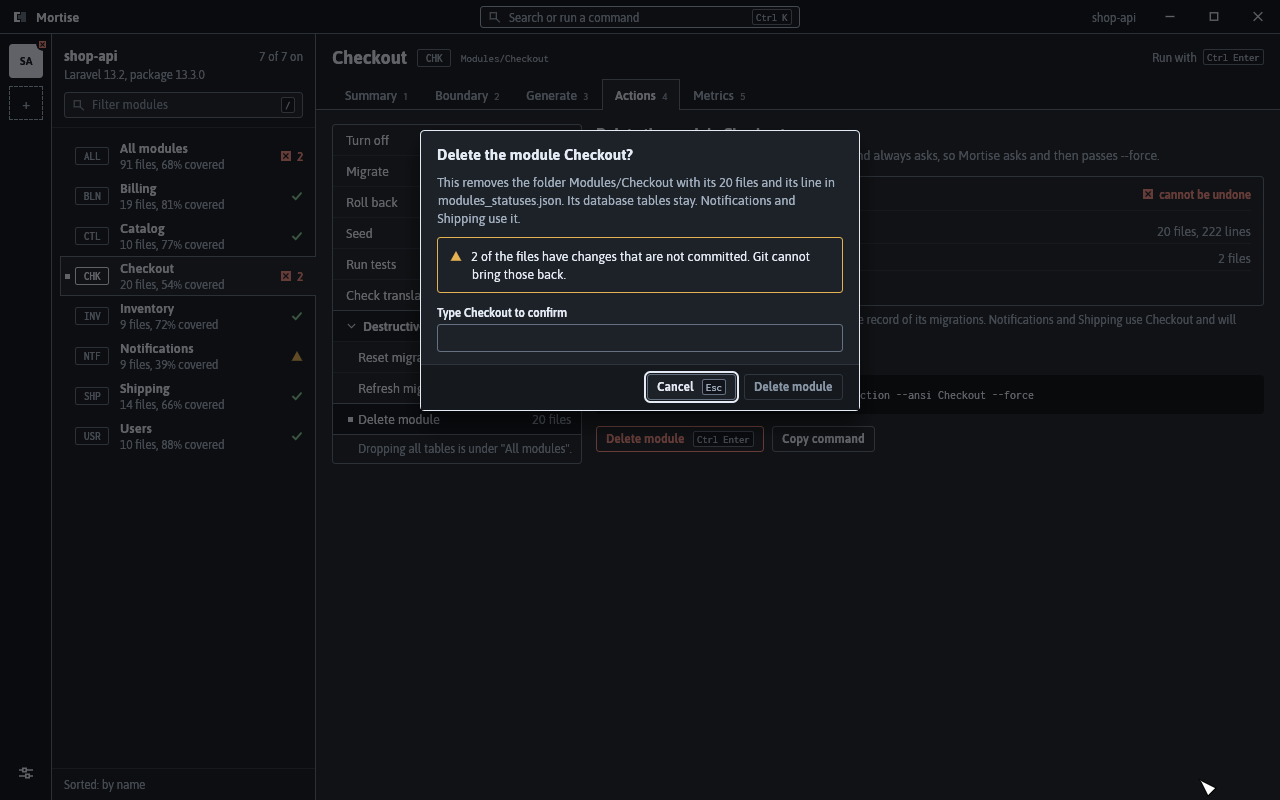 Mortise
Search or run a command
Ctrl K
shop-api
SA
+
shop-api
7 of 7 on
Laravel 13.2, package 13.3.0
Filter modules
/
ALL
All modules
91 files, 68% covered
2
BLN
Billing
19 files, 81% covered
CTL
Catalog
10 files, 77% covered
CHK
Checkout
20 files, 54% covered
2
INV
Inventory
9 files, 72% covered
NTF
Notifications
9 files, 39% covered
SHP
Shipping
14 files, 66% covered
USR
Users
10 files, 88% covered
Sorted: by name
Checkout
CHK
Modules/Checkout
Run with
Ctrl Enter
Summary 1
Boundary 2
Generate 3
Actions 4
Metrics 5
Turn off
Migrate
Roll back
Seed
Run tests
Check transla
Destructiv
Reset migra
Refresh mig
Delete module
20 files
Dropping all tables is under "All modules".
Delete the module Checkout?
This removes the folder Modules/Checkout with its 20 files and its line in
modules_statuses.json. Its database tables stay. Notifications and
Shipping use it.
2 of the files have changes that are not committed. Git cannot
bring those back.
Type Checkout to confirm
Cancel
Esc
Delete module
always asks, so Mortise asks and then passes --force.
cannot be undone
20 files, 222 lines
2 files
record of its migrations. Notifications and Shipping use Checkout and will
ction --ansi Checkout --force
Delete module
Ctrl Enter
Copy command